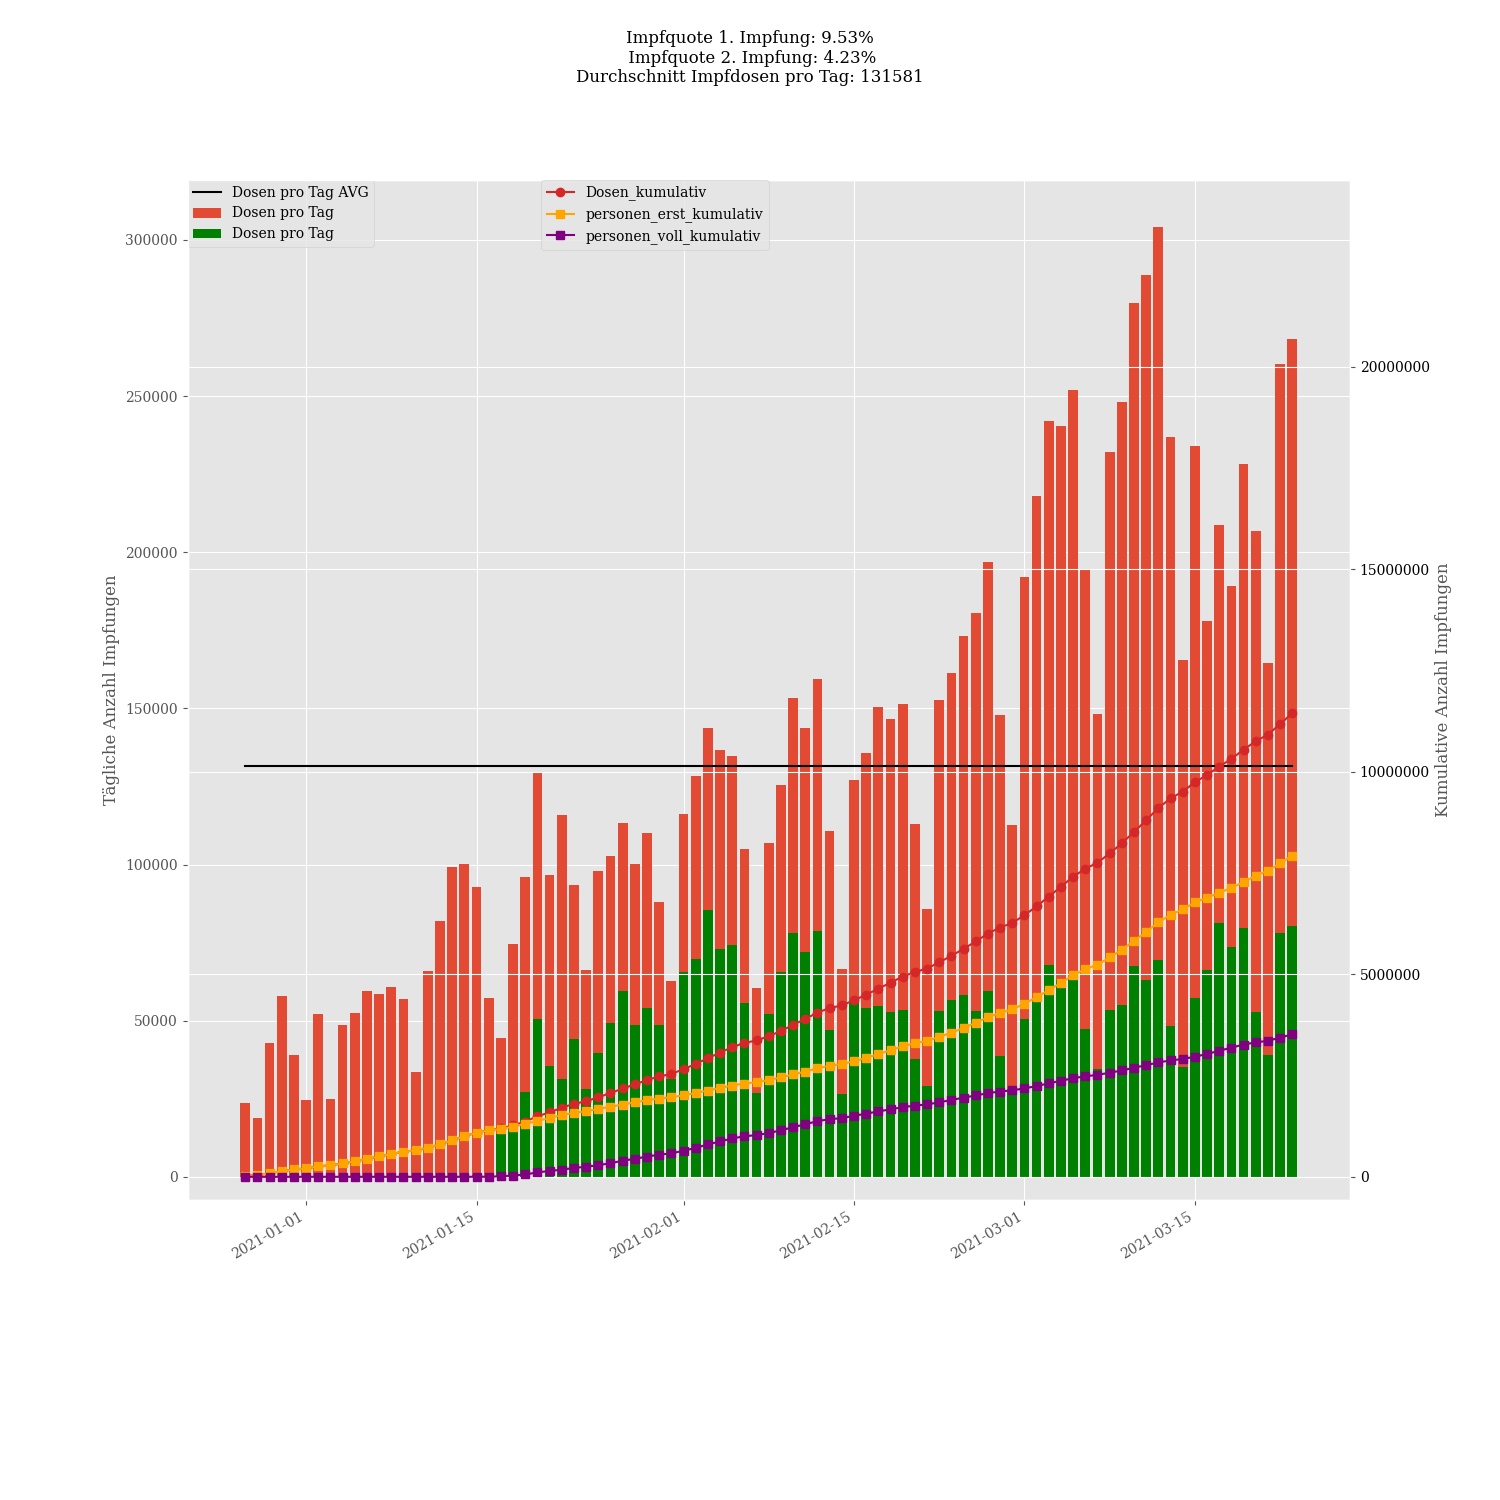 Impfquote 1. Impfung: 9.53%
Impfquote 2. Impfung: 4.23%
Durchschnitt Impfdosen pro Tag: 131581
Dosen pro Tag AVG
Dosen pro Tag
Dosen pro Tag
Dosen_kumulativ
personen_erst_kumulativ
personen_voll_kumulativ
Tägliche Anzahl Impfungen
300000
250000
200000
150000
100000
50000
0
Kumulative Anzahl Impfungen
20000000
15000000
10000000
5000000
0
2021-01-01
2021-01-15
2021-02-01
2021-02-15
2021-03-01
2021-03-15